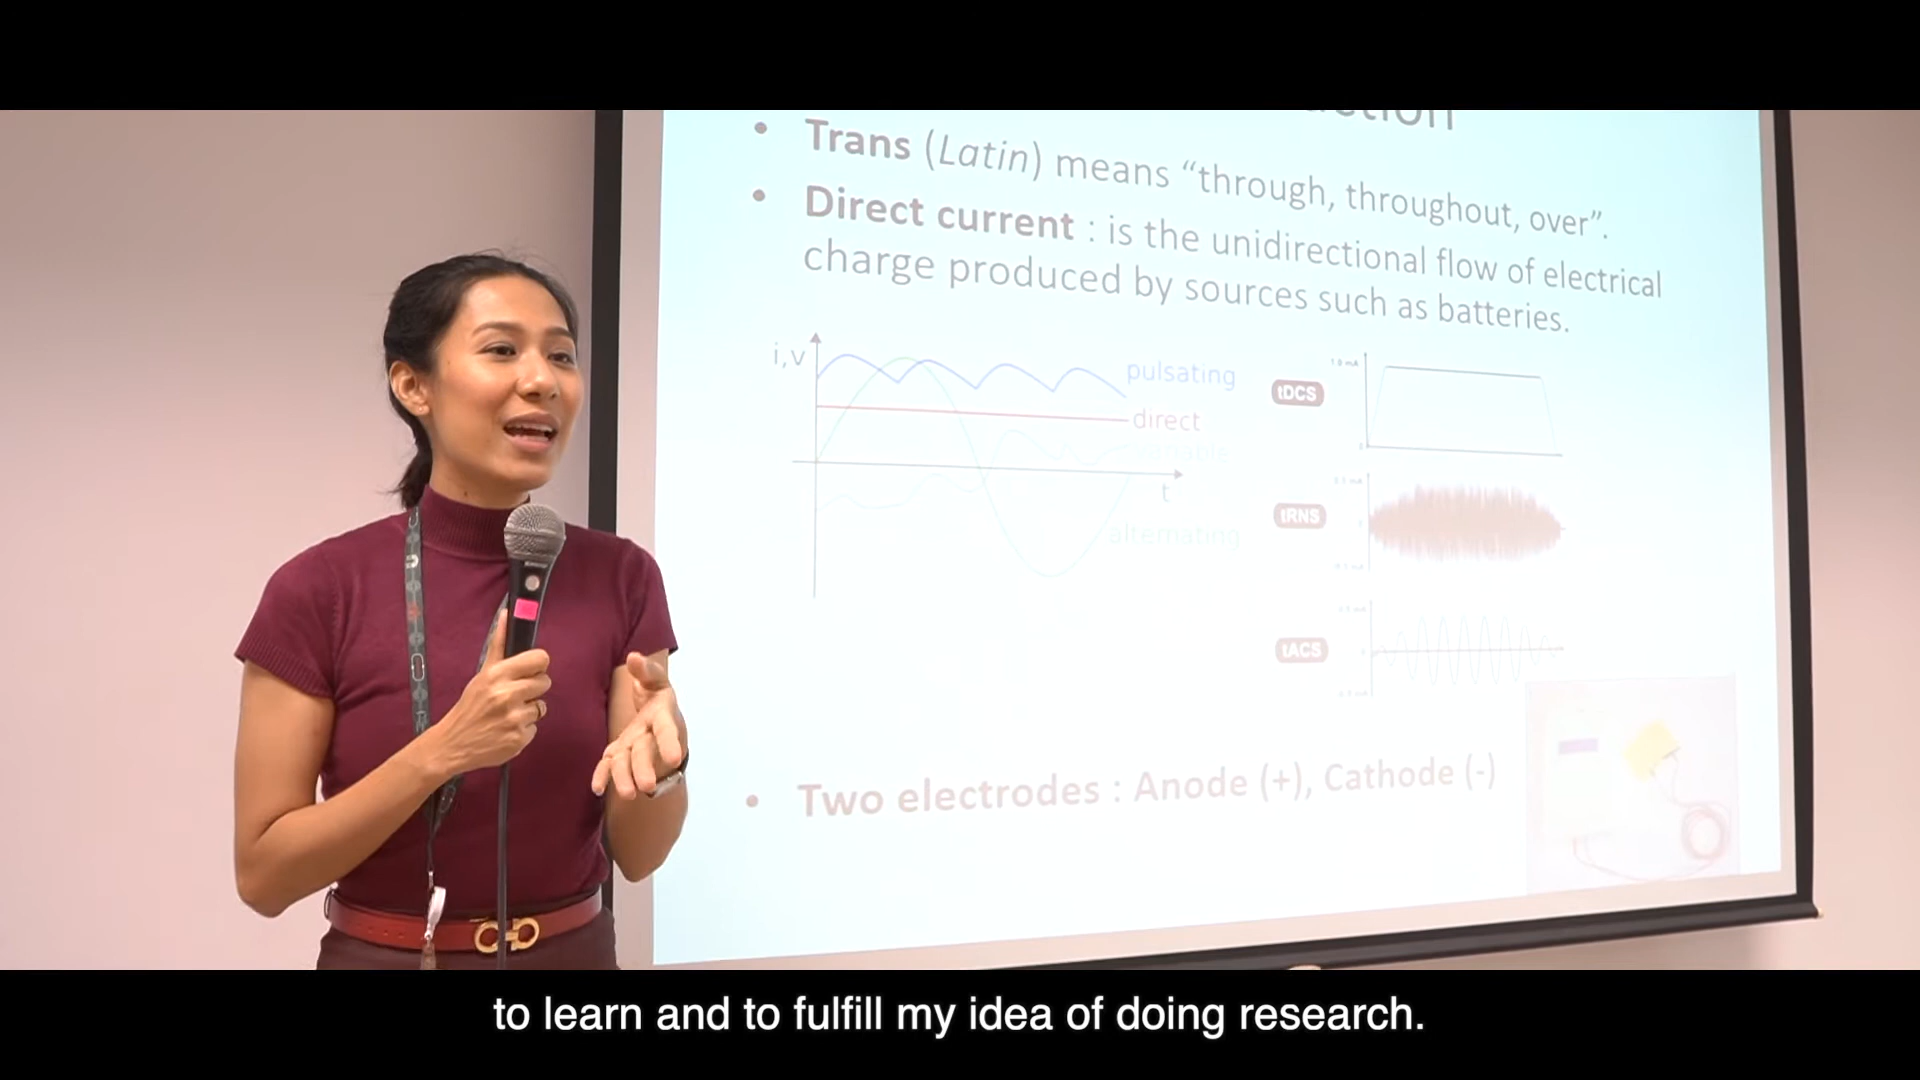 • Trans (Latin) means “through, throughout, over”.
• Direct current : is the unidirectional flow of electrical
charge produced by sources such as batteries.
i,v
pulsating
direct
variable
t
alternating
tDCS
tRNS
tACS
• Two electrodes : Anode (+), Cathode (-)
to learn and to fulfill my idea of doing research.